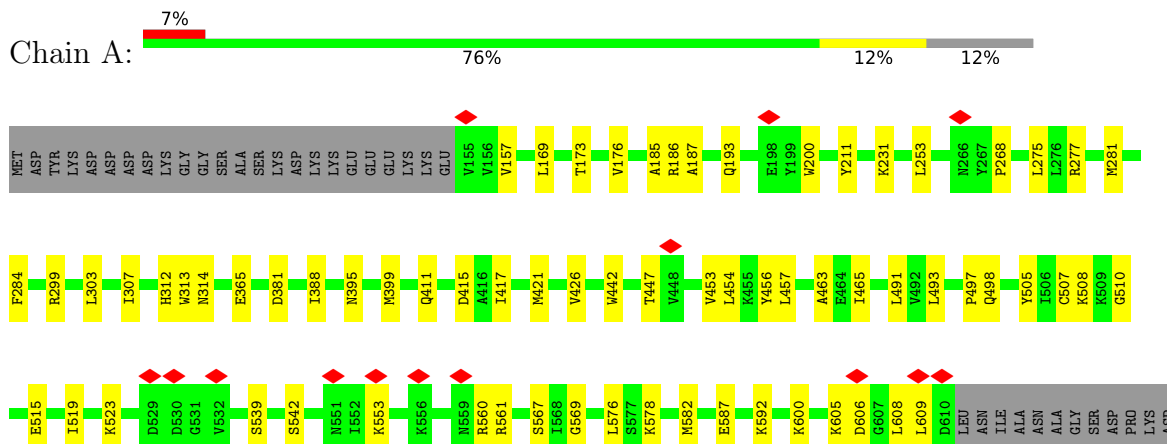 7%
Chain A:
76% 12% 12%
MET ASP TYR LYS ASP ASP ASP ASP LYS GLY GLY SER ALA SER LYS ASP LYS LYS GLU GLU GLU LYS LYS GLU V155 V156 V157 L169 T173 V176 A185 R186 A187 Q193 E198 Y199 W200 Y211 K231 L253 N266 Y267 P268 L275 L276 R277 M281
F284 R299 L303 I307 H312 W313 N314 E365 D381 I388 N395 M399 Q411 D415 A416 I417 M421 V426 W442 T447 V448 V453 L454 K455 Y456 L457 A463 E464 I465 L491 V492 L493 P497 Q498 Y505 I506 C507 K508 K509 G510
E515 I519 K523 D529 D530 G531 V532 S539 S542 N551 I552 K553 K556 N559 R560 R561 S567 I568 G569 L576 S577 K578 M582 E587 K592 K600 K605 D606 G607 L608 L609 D610 LEU ASN ILE ALA ASN ALA GLY SER ASP PRO LYS LEU